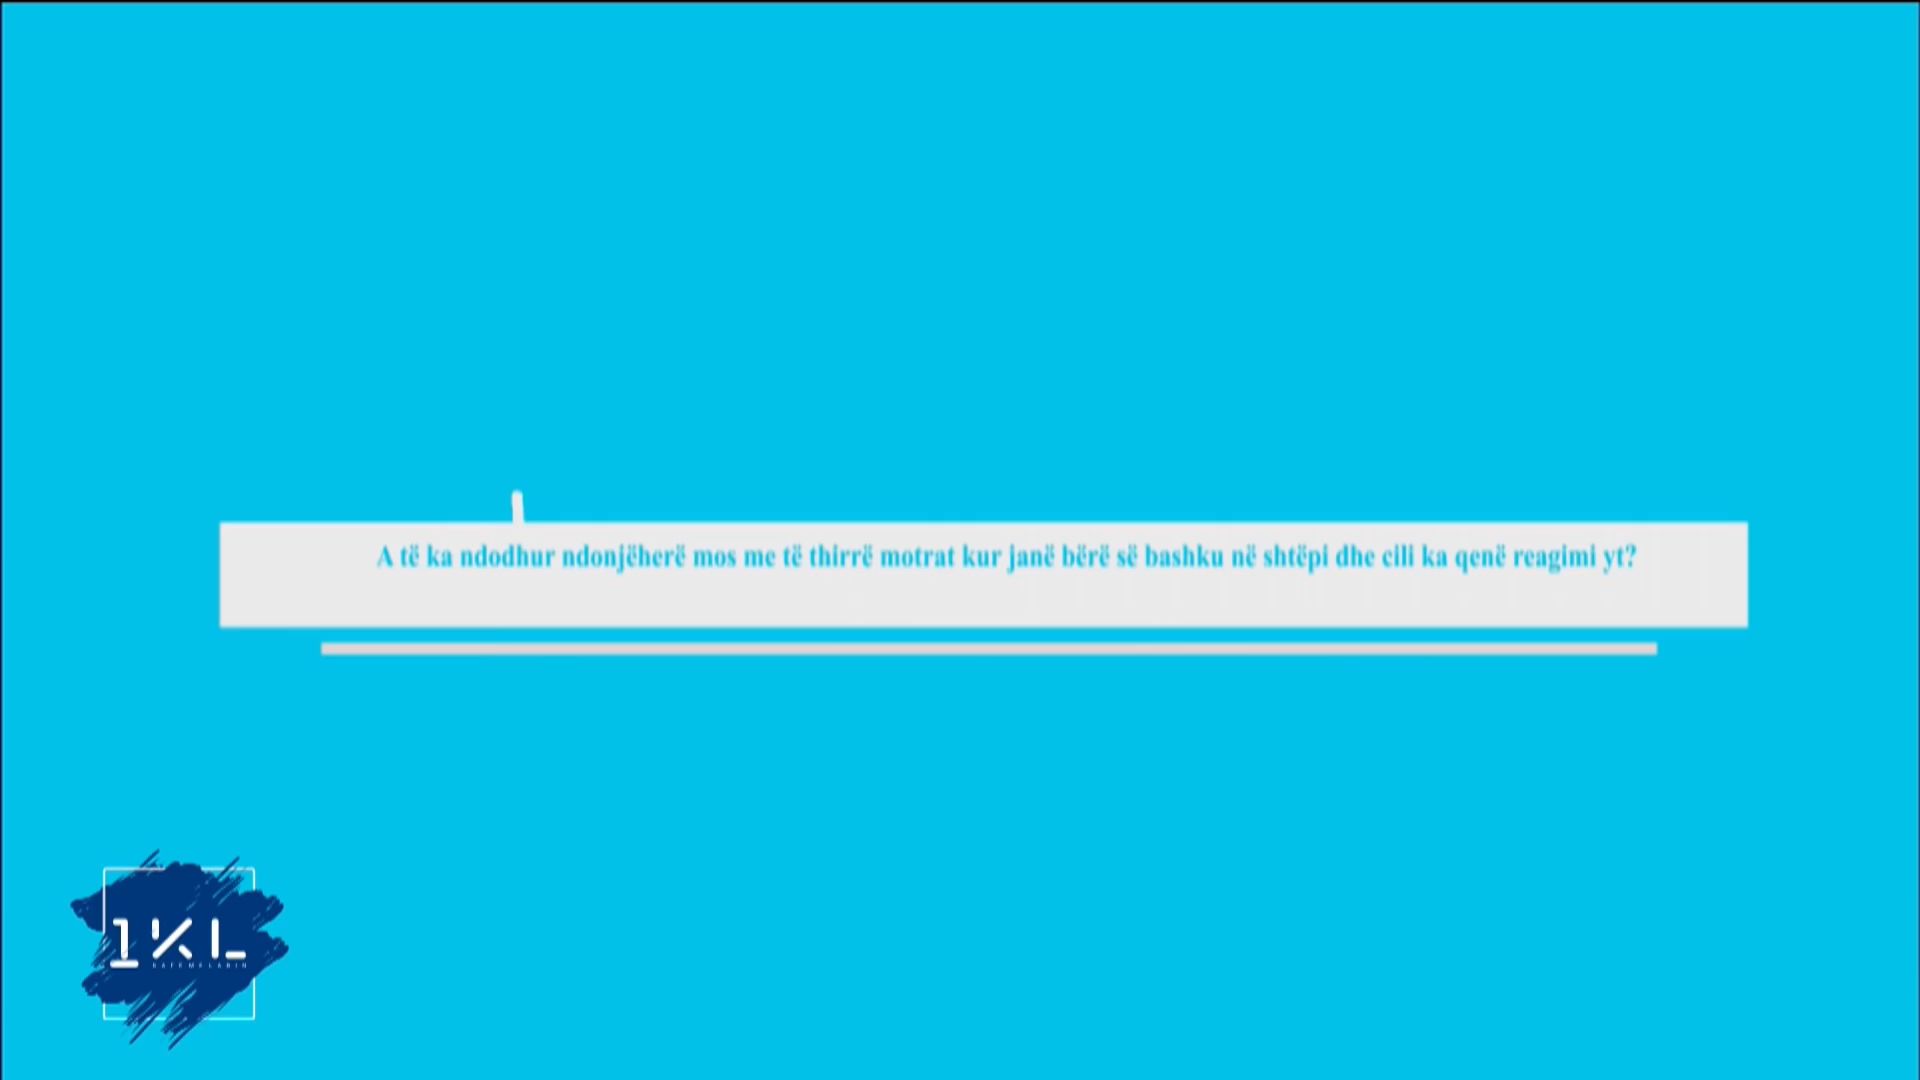 A të ka ndodhur ndonjëherë mos me të thirrë motrat kur janë bërë së bashku në shtëpi dhe cili ka qenë reagimi yt?
1KL